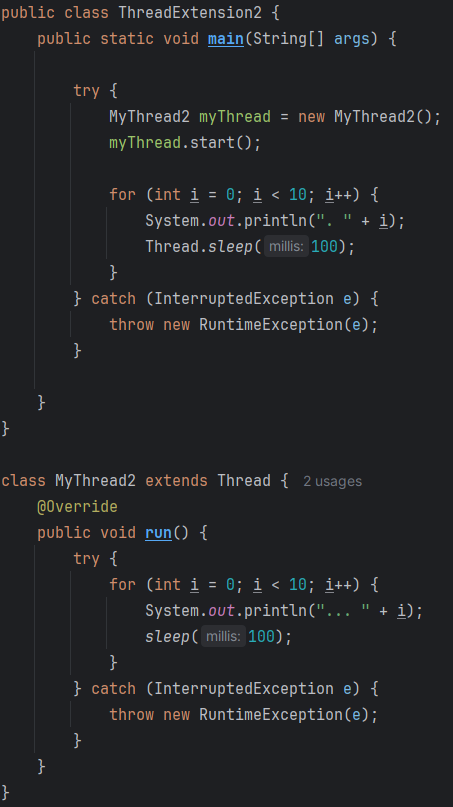 public class ThreadExtension2 {
    public static void main(String[] args) {

        try {
            MyThread2 myThread = new MyThread2();
            myThread.start();

            for (int i = 0; i < 10; i++) {
                System.out.println(". " + i);
                Thread.sleep( millis: 100);
            }
        } catch (InterruptedException e) {
            throw new RuntimeException(e);
        }

    }
}

class MyThread2 extends Thread {  2 usages
    @Override
    public void run() {
        try {
            for (int i = 0; i < 10; i++) {
                System.out.println("... " + i);
                sleep( millis: 100);
            }
        } catch (InterruptedException e) {
            throw new RuntimeException(e);
        }
    }
}